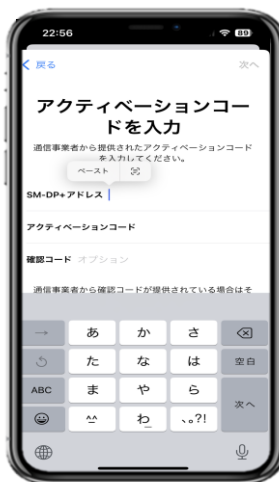 22:56
89
戻る
次へ
アクティベーションコー
ドを入力
通信事業者から提供されたアクティベーションコード
を入力してください。
ペースト
SM-DP+アドレス
アクティベーションコード
確認コード オプション
通信事業者から確認コードが提供されている場合はそ
→ あ か さ
た な は 空白
ABC ま や ら 次へ
^^ わ_ 、。?!